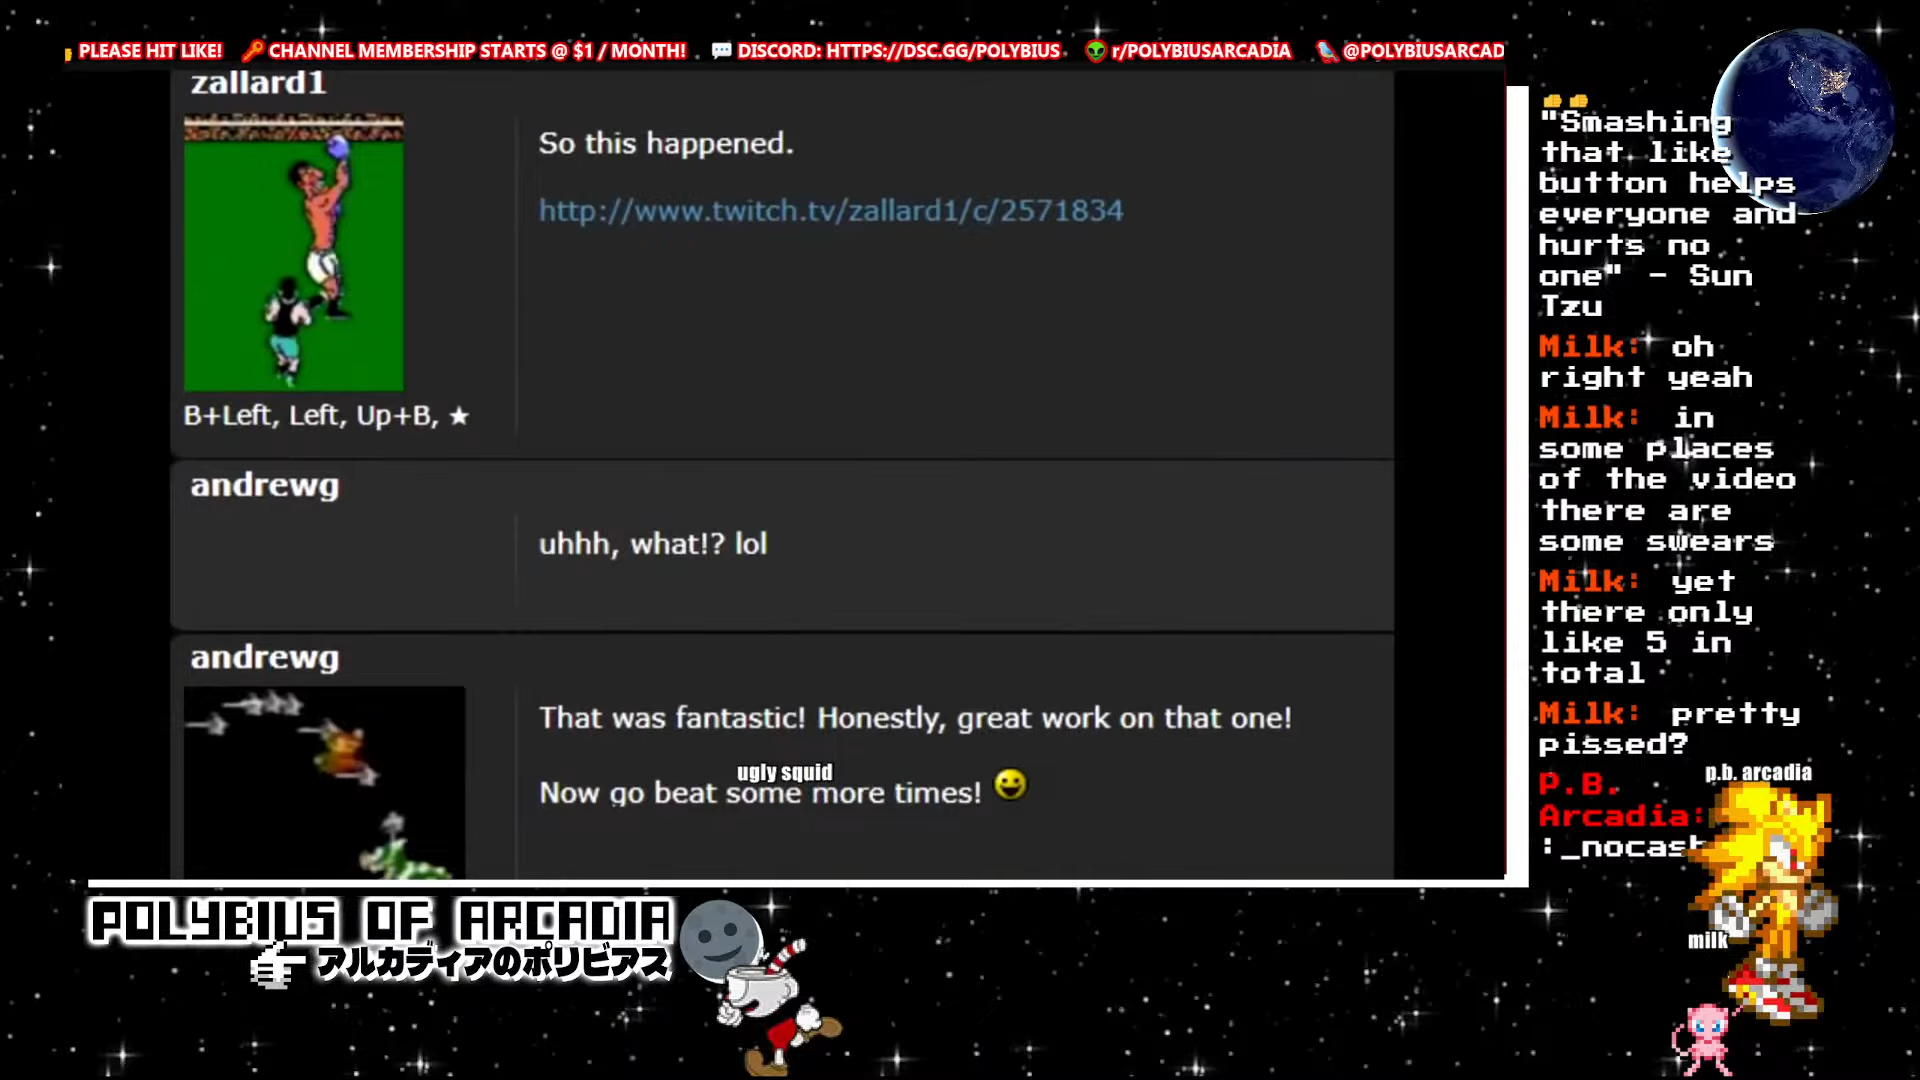 PLEASE HIT LIKE! CHANNEL MEMBERSHIP STARTS @ $1 / MONTH! DISCORD: HTTPS://DSC.GG/POLYBIUS r/POLYBIUSARCADIA @POLYBIUSARCAD
zallard1
So this happened.
http://www.twitch.tv/zallard1/c/2571834
B+Left, Left, Up+B, ★
andrewg
uhhh, what!? lol
andrewg
That was fantastic! Honestly, great work on that one!
ugly squid
Now go beat some more times! 😀
"Smashing
that like
button helps
everyone and
hurts no
one" - Sun
Tzu
Milk: oh
right yeah
Milk: in
some places
of the video
there are
some swears
Milk: yet
there only
like 5 in
total
Milk: pretty
pissed?
p.b. arcadia
P.B.
Arcadia:
:_nocash
milk
POLYBIUS OF ARCADIA
アルカディアのポリビアス